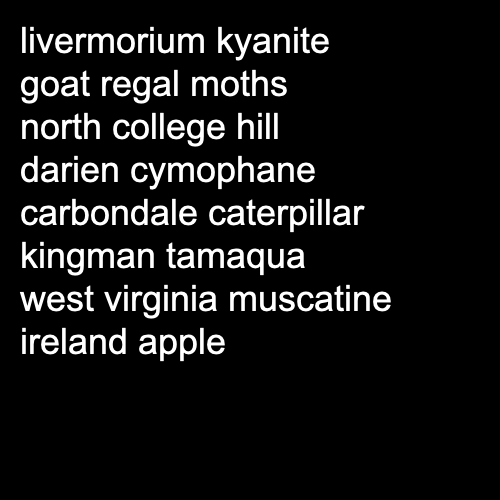 livermorium kyanite
goat regal moths
north college hill
darien cymophane
carbondale caterpillar
kingman tamaqua
west virginia muscatine
ireland apple